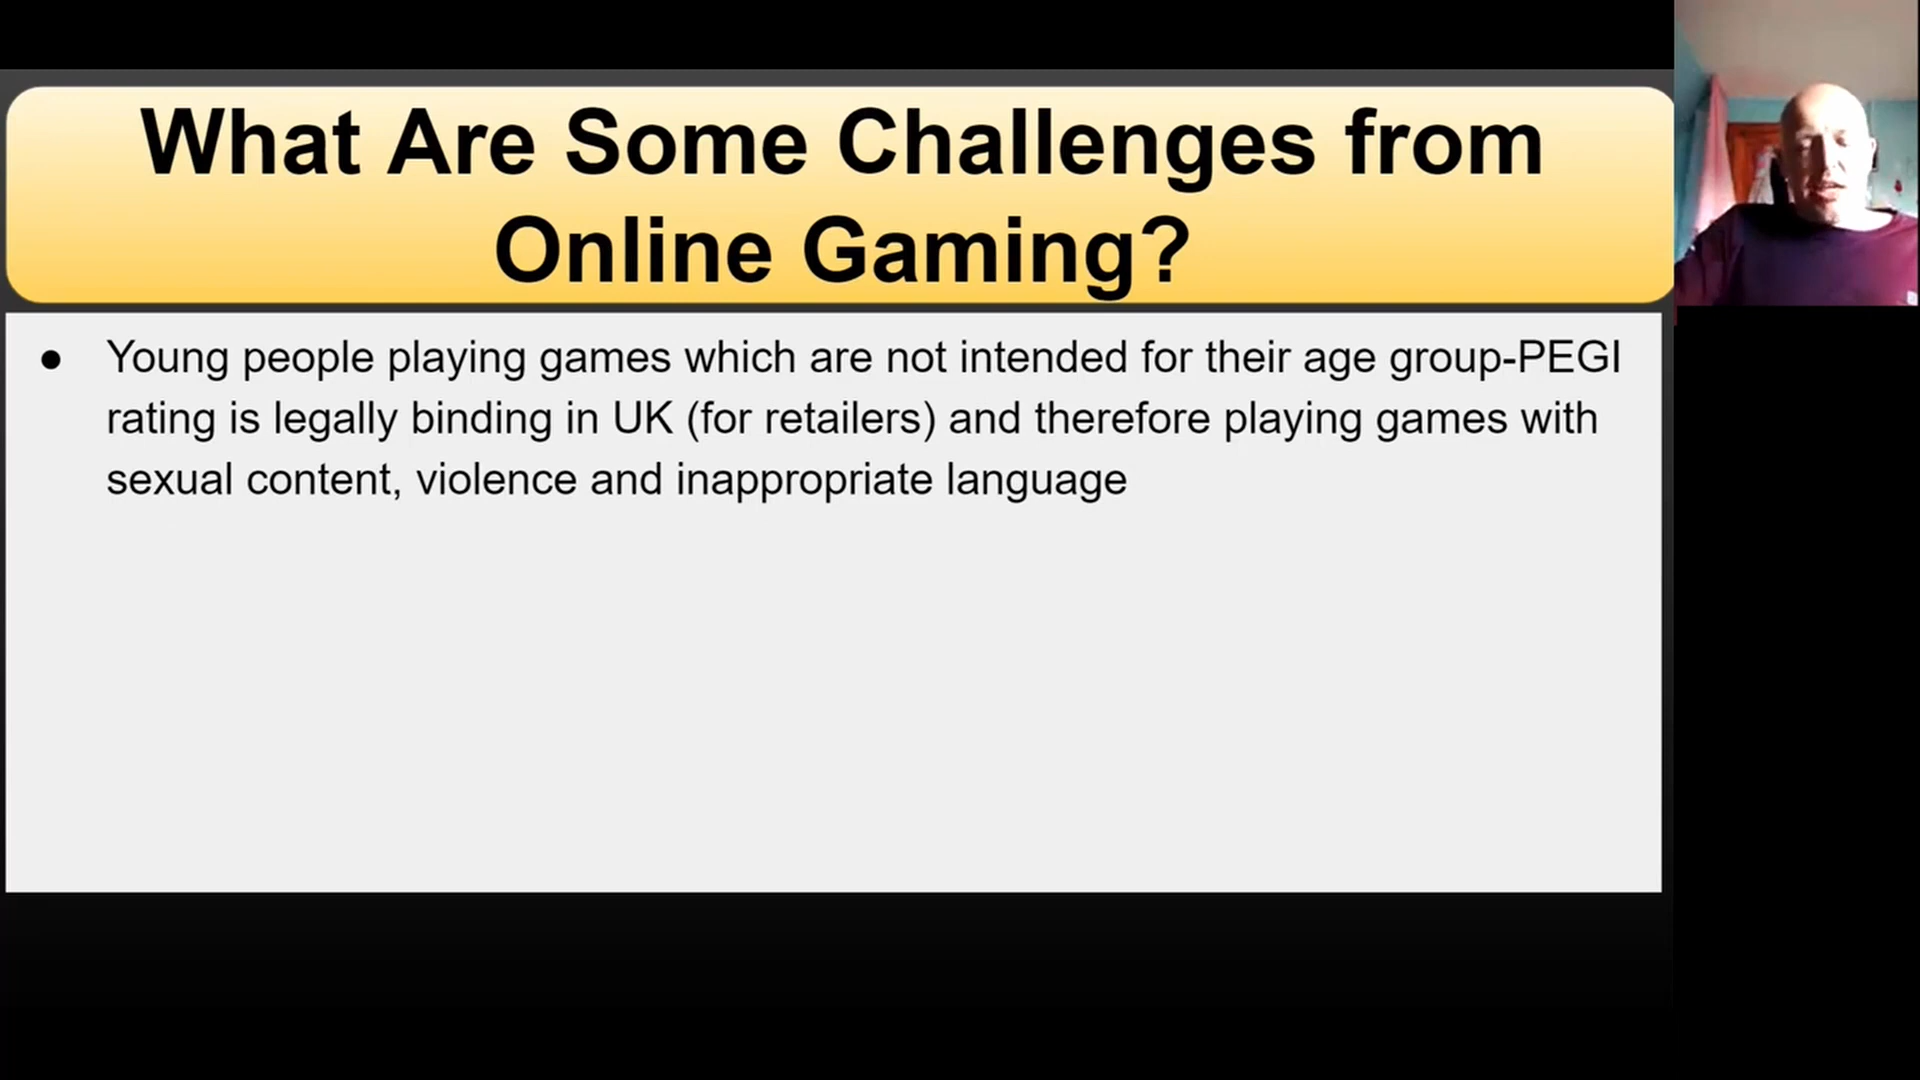 What Are Some Challenges from
Online Gaming?
● Young people playing games which are not intended for their age group-PEGI
rating is legally binding in UK (for retailers) and therefore playing games with
sexual content, violence and inappropriate language